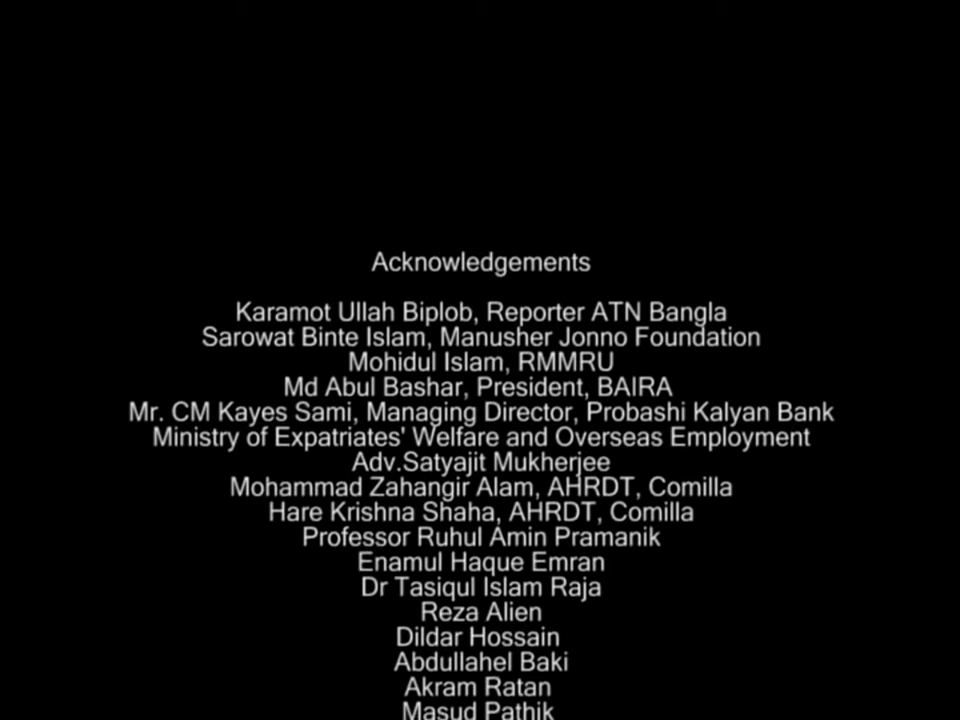 Acknowledgements
Karamot Ullah Biplob, Reporter ATN Bangla
Sarowat Binte Islam, Manusher Jonno Foundation
Mohidul Islam, RMMRU
Md Abul Bashar, President, BAIRA
Mr. CM Kayes Sami, Managing Director, Probashi Kalyan Bank
Ministry of Expatriates' Welfare and Overseas Employment
Adv.Satyajit Mukherjee
Mohammad Zahangir Alam, AHRDT, Comilla
Hare Krishna Shaha, AHRDT, Comilla
Professor Ruhul Amin Pramanik
Enamul Haque Emran
Dr Tasiqul Islam Raja
Reza Alien
Dildar Hossain
Abdullahel Baki
Akram Ratan
Masud Pathik